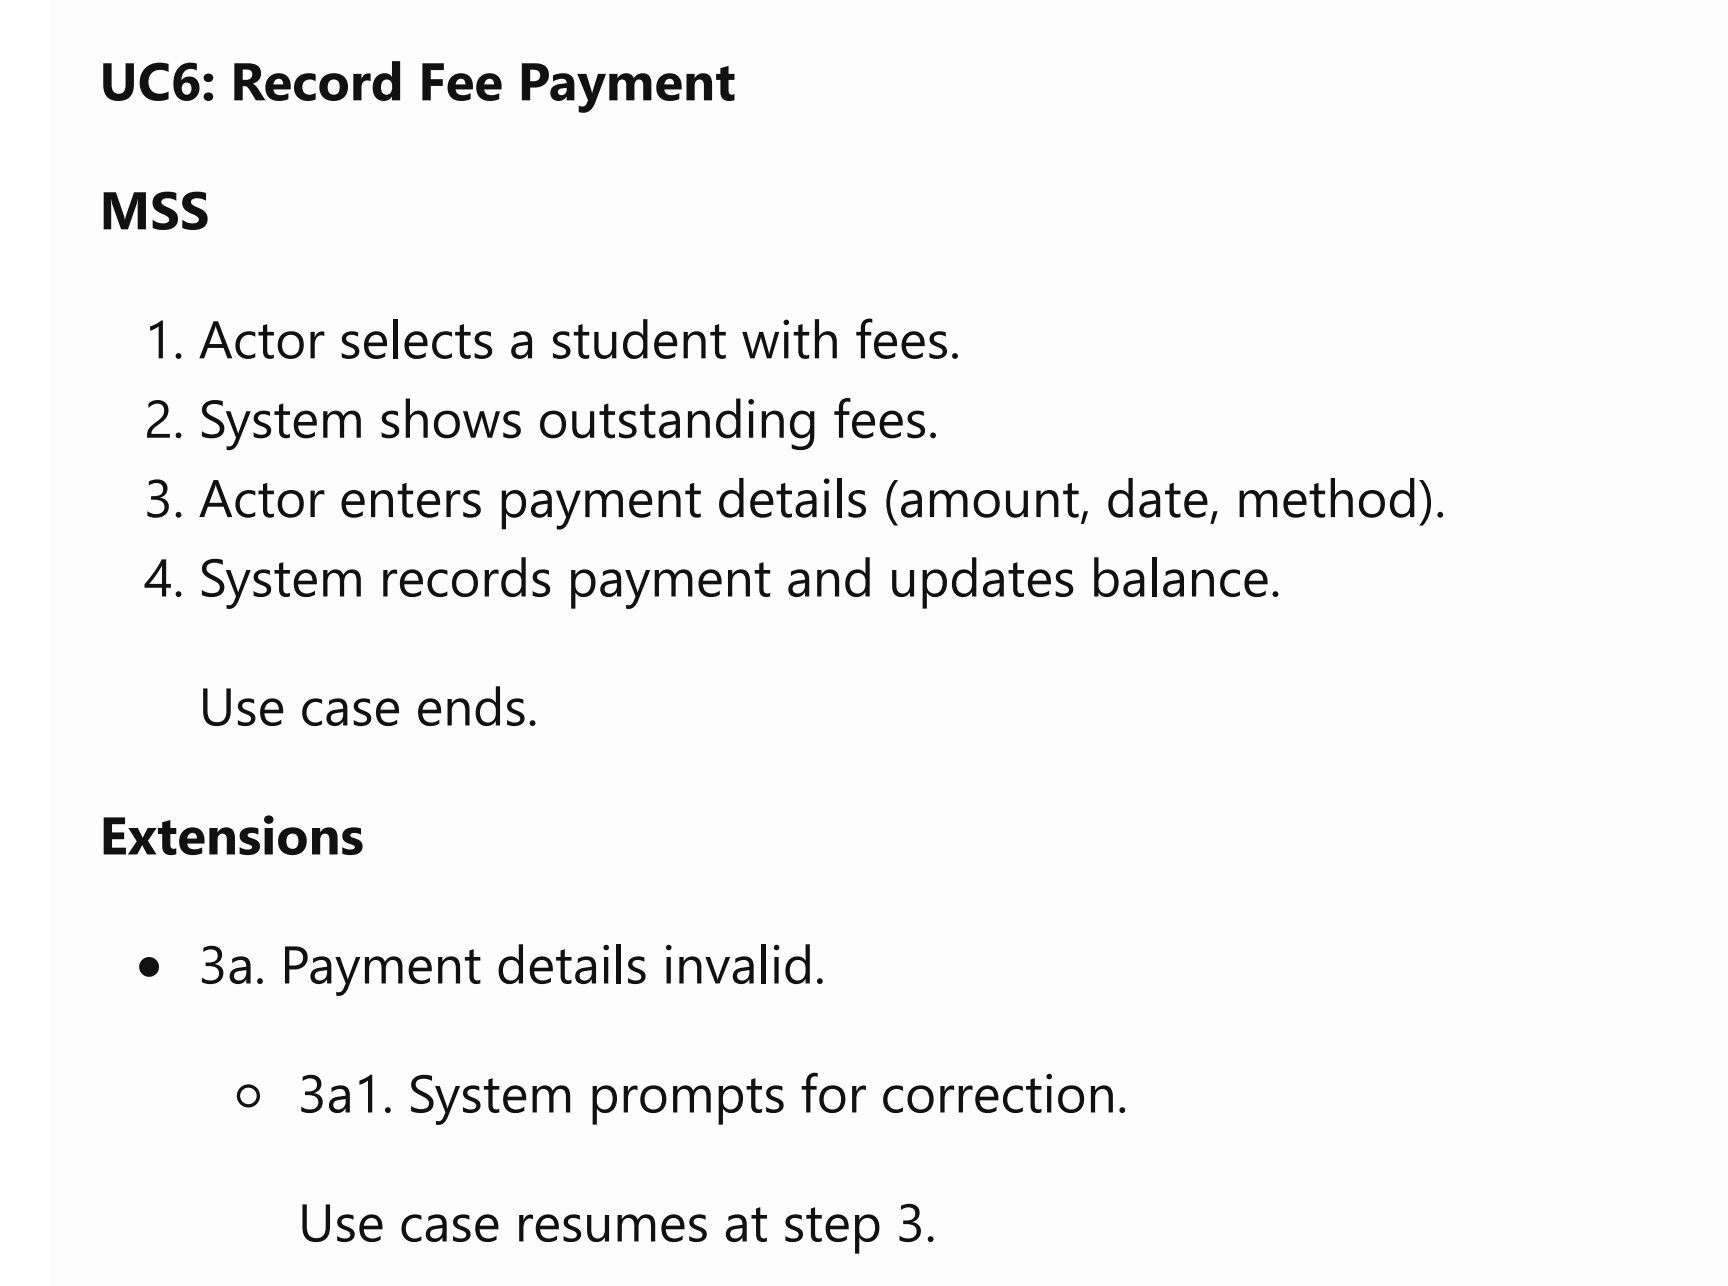 UC6: Record Fee Payment
MSS
1. Actor selects a student with fees.
2. System shows outstanding fees.
3. Actor enters payment details (amount, date, method).
4. System records payment and updates balance.
Use case ends.
Extensions
• 3a. Payment details invalid.
○ 3a1. System prompts for correction.
Use case resumes at step 3.